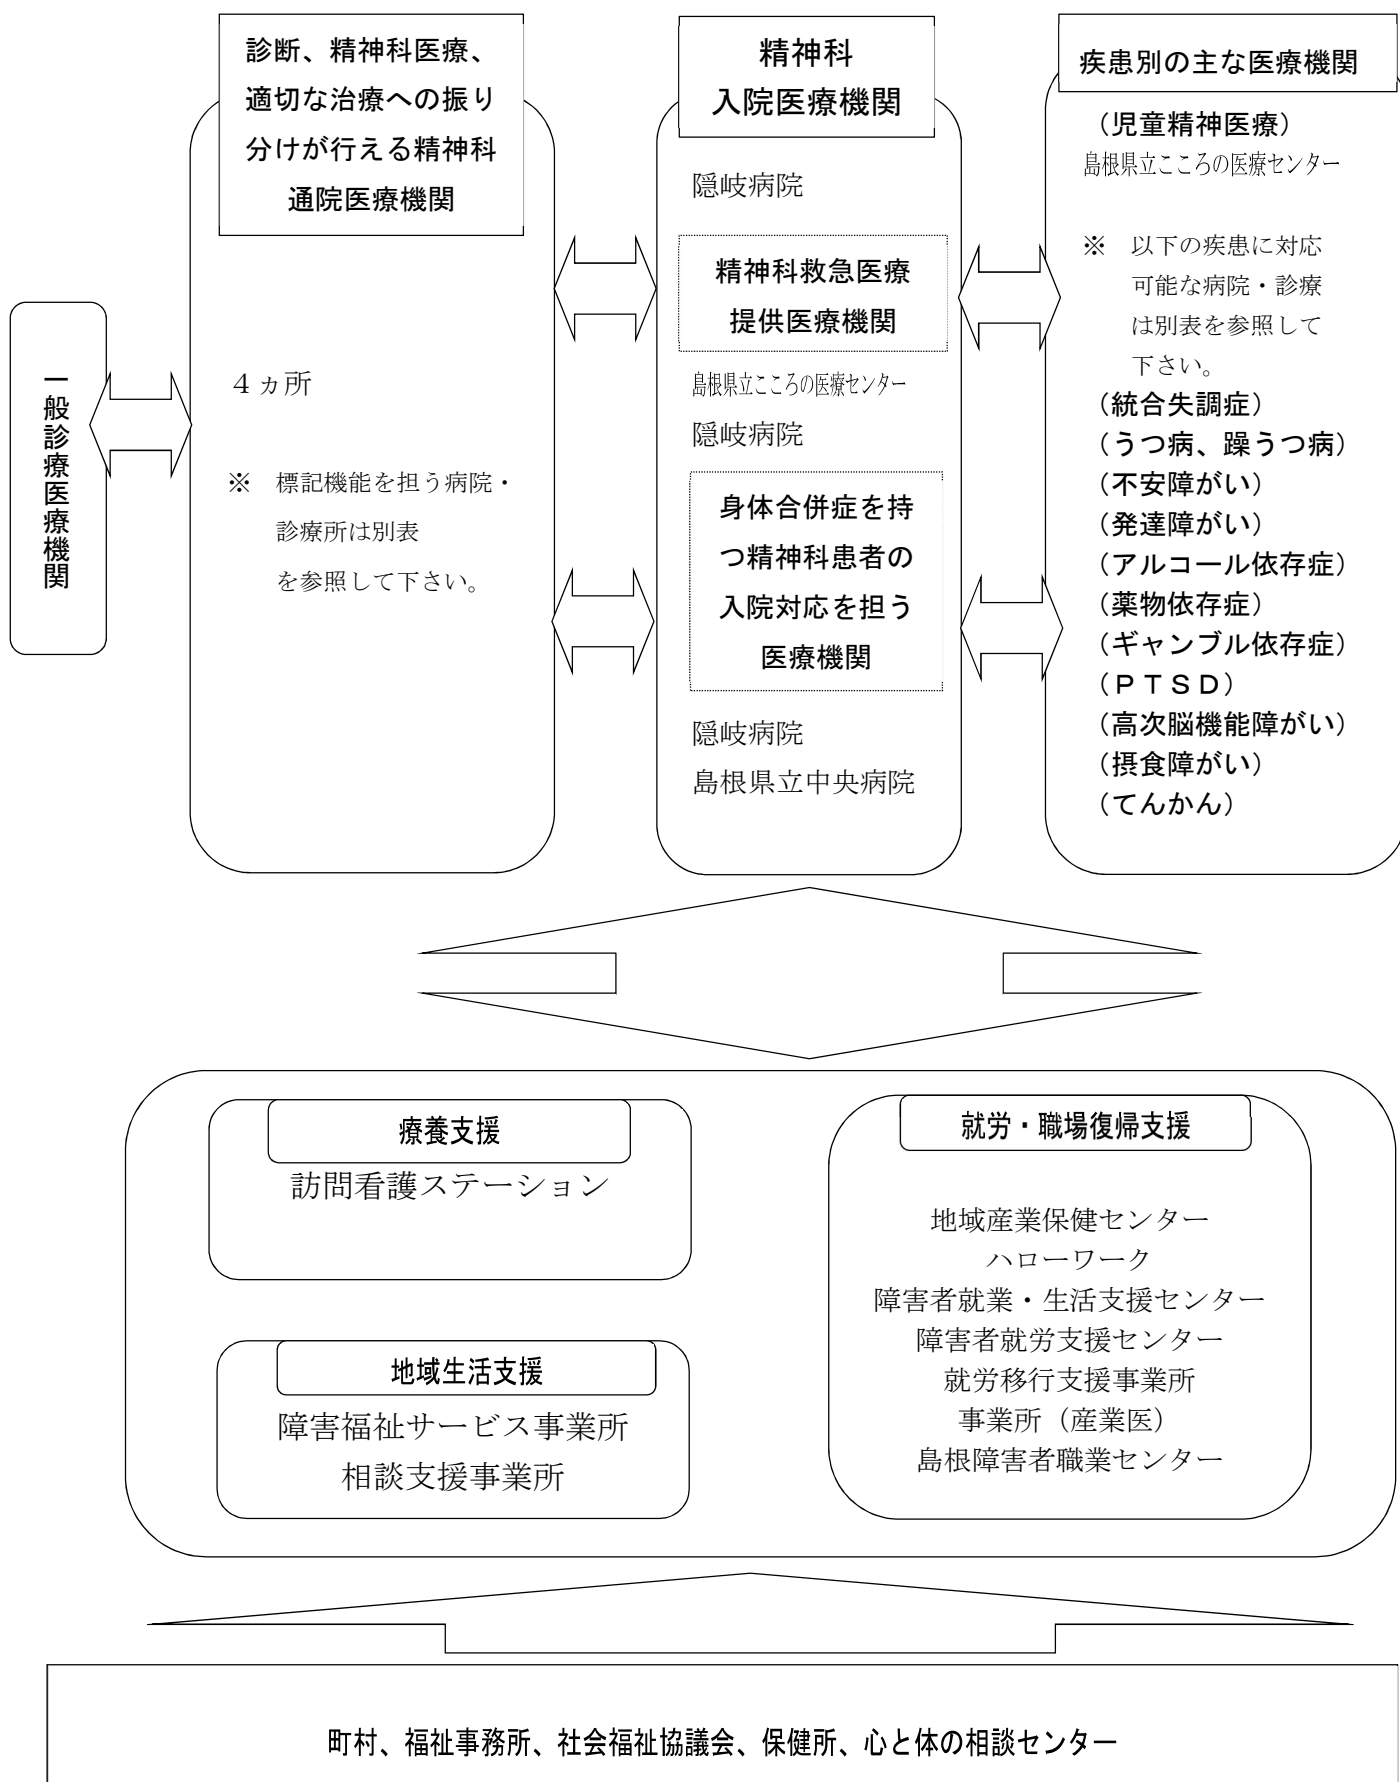 一般診療医療機関
診断、精神科医療、
適切な治療への振り
分けが行える精神科
通院医療機関
４ヵ所
※　標記機能を担う病院・
診療所は別表
を参照して下さい。
精神科
入院医療機関
隠岐病院
精神科救急医療
提供医療機関
島根県立こころの医療センター
隠岐病院
身体合併症を持
つ精神科患者の
入院対応を担う
医療機関
隠岐病院
島根県立中央病院
疾患別の主な医療機関
（児童精神医療）
島根県立こころの医療センター
※　以下の疾患に対応
可能な病院・診療
は別表を参照して
下さい。
（統合失調症）
（うつ病、躁うつ病）
（不安障がい）
（発達障がい）
（アルコール依存症）
（薬物依存症）
（ギャンブル依存症）
（ＰＴＳＤ）
（高次脳機能障がい）
（摂食障がい）
（てんかん）
療養支援
訪問看護ステーション
地域生活支援
障害福祉サービス事業所
相談支援事業所
就労・職場復帰支援
地域産業保健センター
ハローワーク
障害者就業・生活支援センター
障害者就労支援センター
就労移行支援事業所
事業所（産業医）
島根障害者職業センター
町村、福祉事務所、社会福祉協議会、保健所、心と体の相談センター